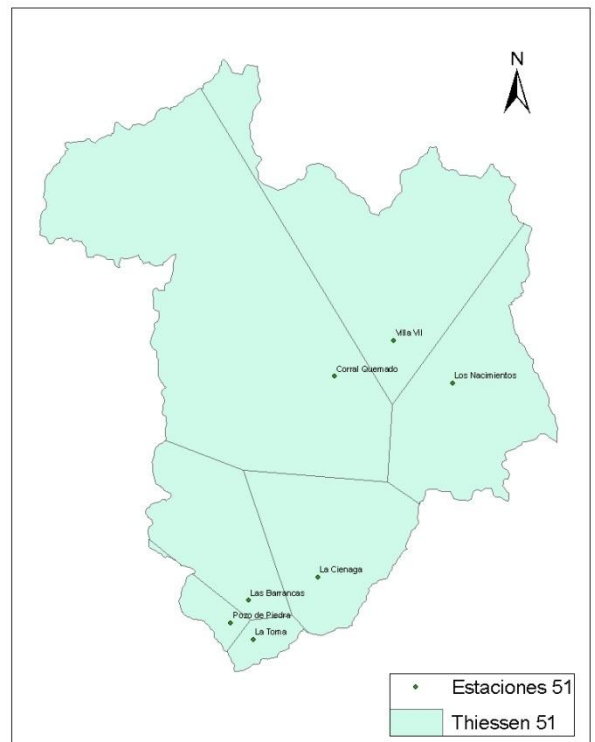 N
Villa Vil
Corral Quemado
Los Nacimientos
La Cienaga
Las Barrancas
Pozo de Piedra
La Toma
Estaciones 51
Thiessen 51